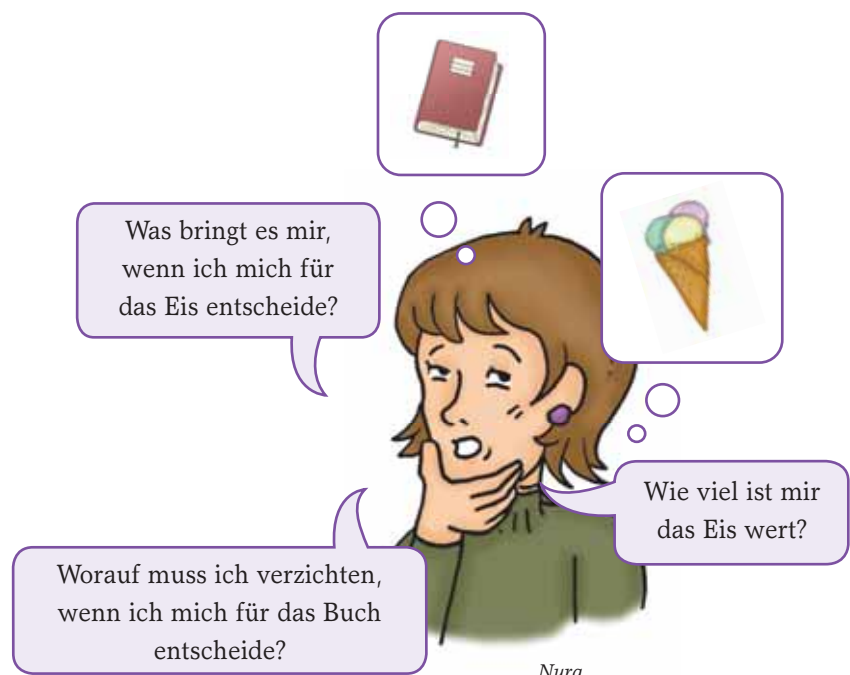 Was bringt es mir,
wenn ich mich für
das Eis entscheide?
Wie viel ist mir
das Eis wert?
Worauf muss ich verzichten,
wenn ich mich für das Buch
entscheide?
Nura